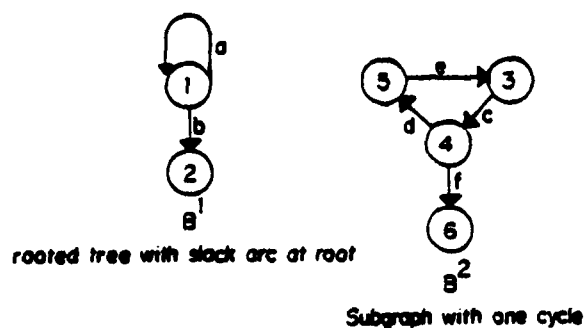 a
1
b
2
B1
rooted tree with slack arc at root
5 e 3
d c
4
f
6
B2
Subgraph with one cycle